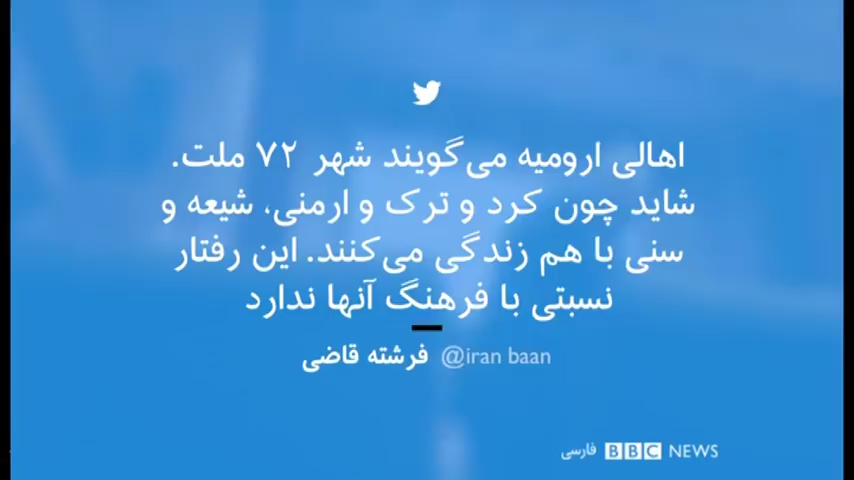 اهالی ارومیه می‌گویند شهر ۷۲ ملت.
شاید چون کرد و ترک و ارمنی، شیعه و
سنی با هم زندگی می‌کنند. این رفتار
نسبتی با فرهنگ آنها ندارد
فرشته قاضی @iran baan
BBC NEWS فارسی